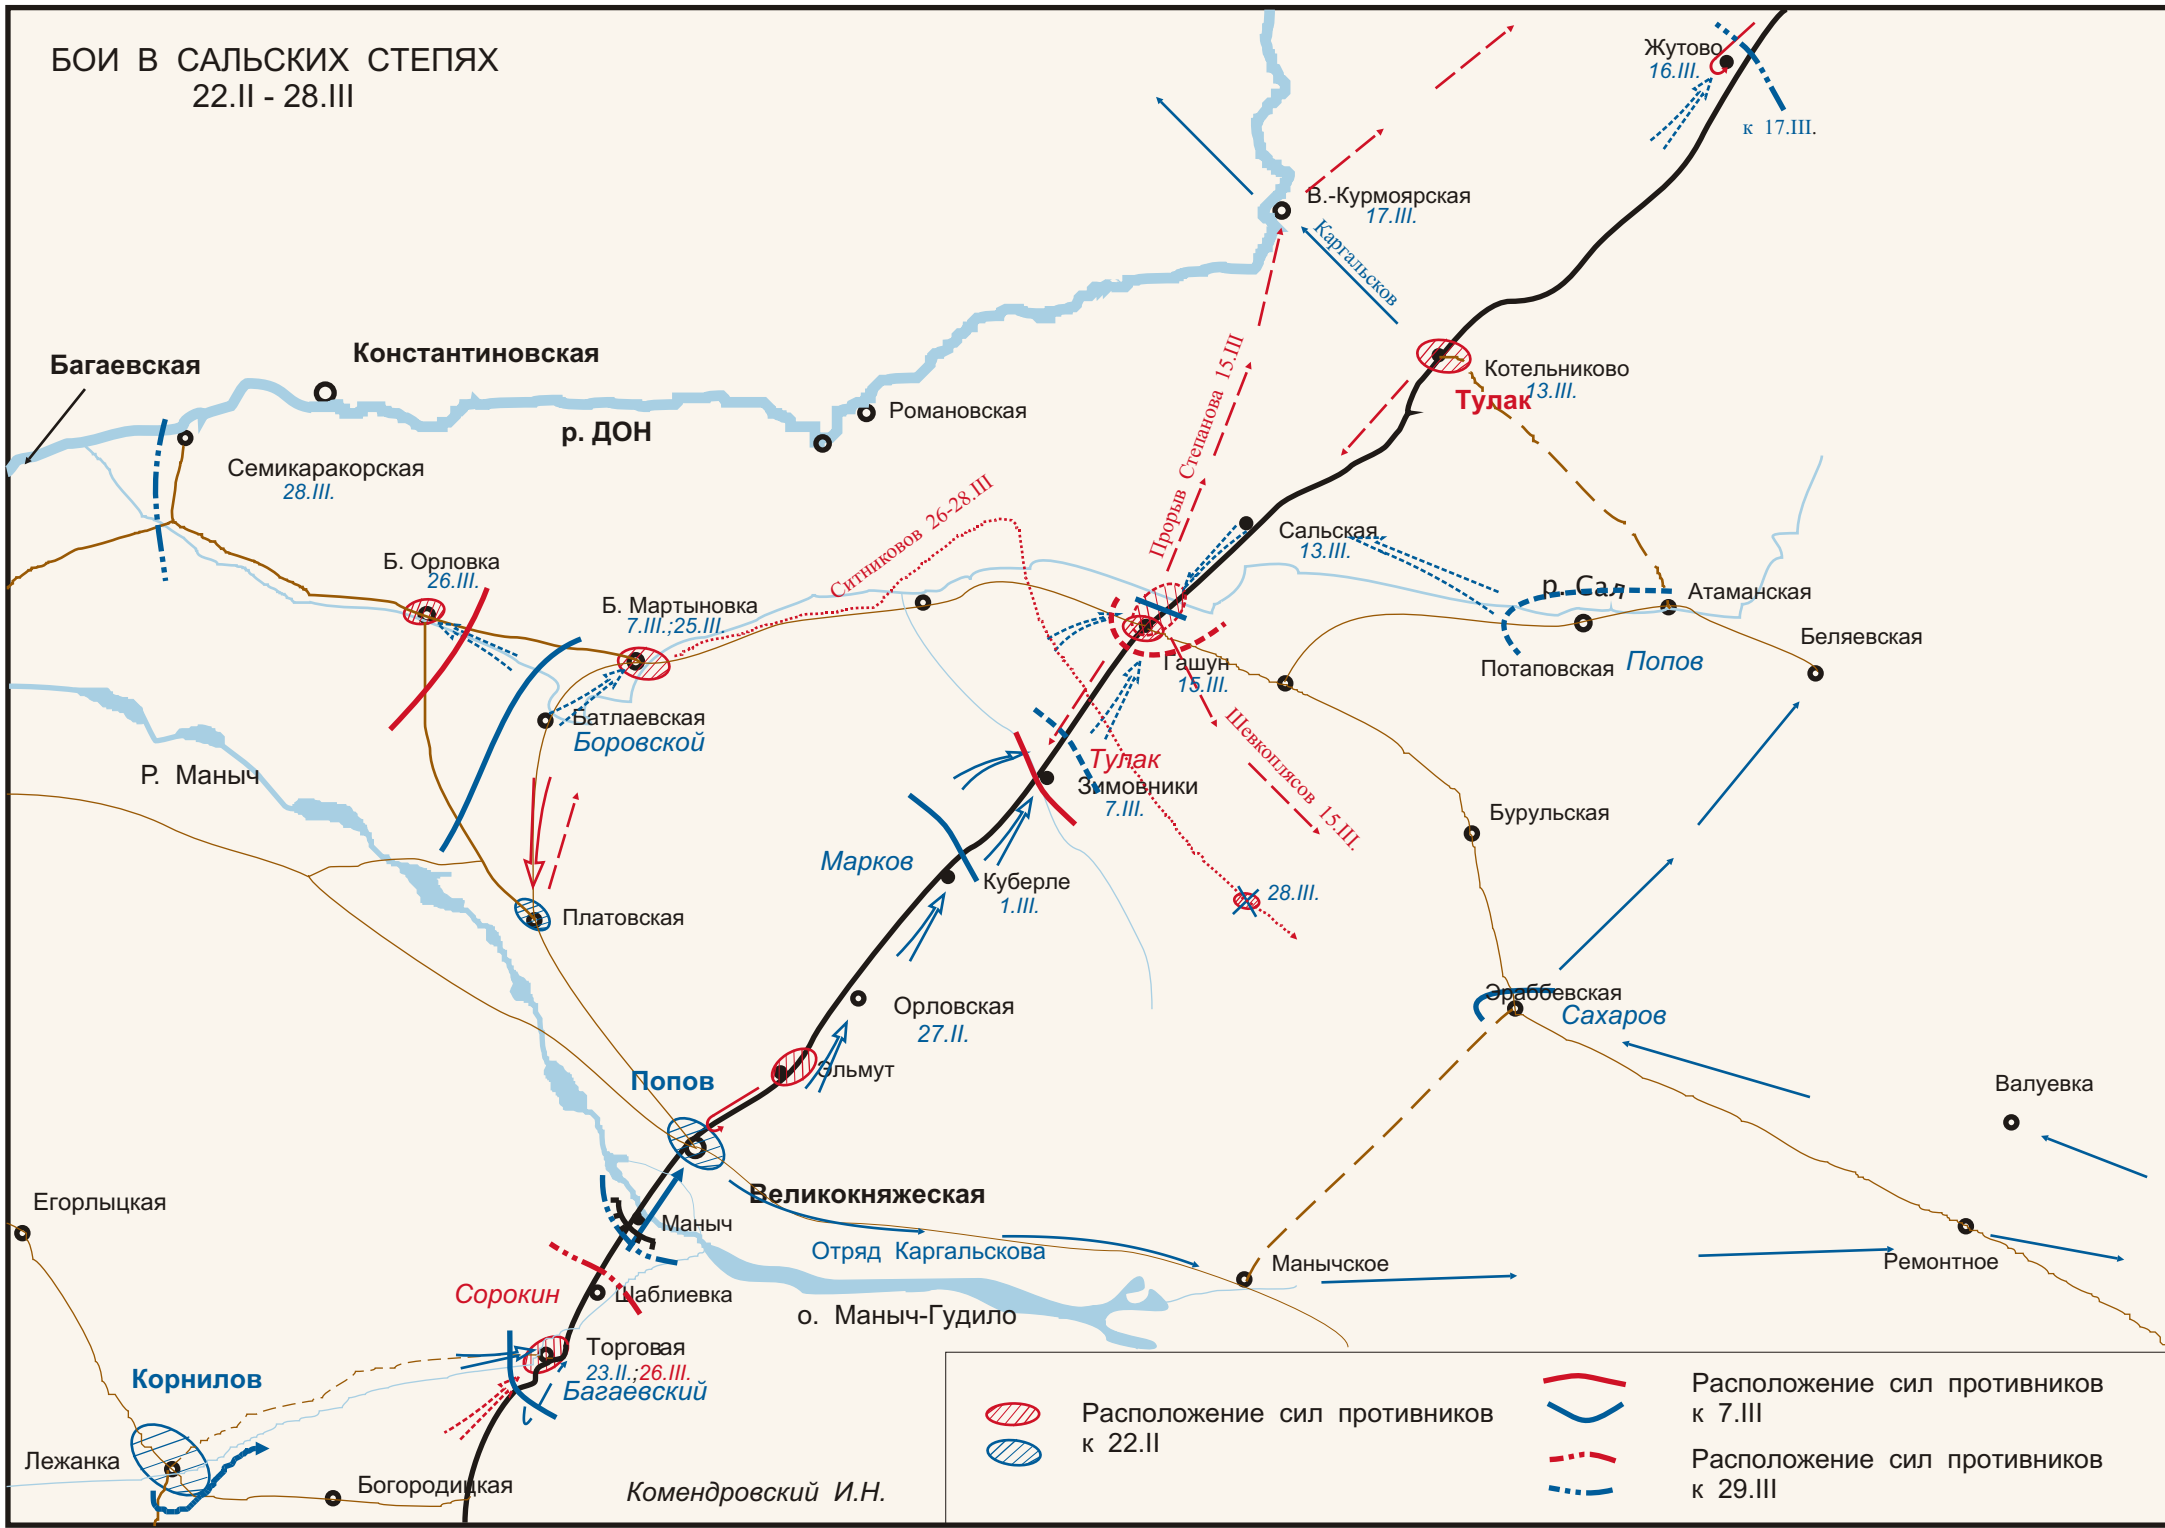 БОИ В САЛЬСКИХ СТЕПЯХ
22.II - 28.III
Жутово
16.III.
к 17.III.
В.-Курмоярская
17.III.
Каргальсков
Константиновская
Багаевская
Романовская
р. ДОН
Котельниково
13.III.
Тулак
Прорыв Степанова 15.III
Семикаракорская
28.III.
Ситниковов 26-28.III
Сальская
13.III.
Б. Орловка
26.III.
р. Сал
Атаманская
Б. Мартыновка
7.III.;25.III.
Беляевская
Гашун
15.III.
Потаповская
Попов
Батлаевская
Боровской
Шевкоплясов 15.III.
Р. Маныч
Тулак
Зимовники
7.III.
Бурульская
Марков
Куберле
1.III.
28.III.
Платовская
Эраббевская
Сахаров
Орловская
27.II.
Эльмут
Попов
Валуевка
Великокняжеская
Егорлыцкая
Маныч
Отряд Каргальскова
Манычское
Ремонтное
Сорокин
Шаблиевка
о. Маныч-Гудило
Торговая
23.II.;26.III.
Багаевский
Корнилов
Лежанка
Богородицкая
Комендровский И.Н.
Расположение сил противников
к 22.II
Расположение сил противников
к 7.III
Расположение сил противников
к 29.III